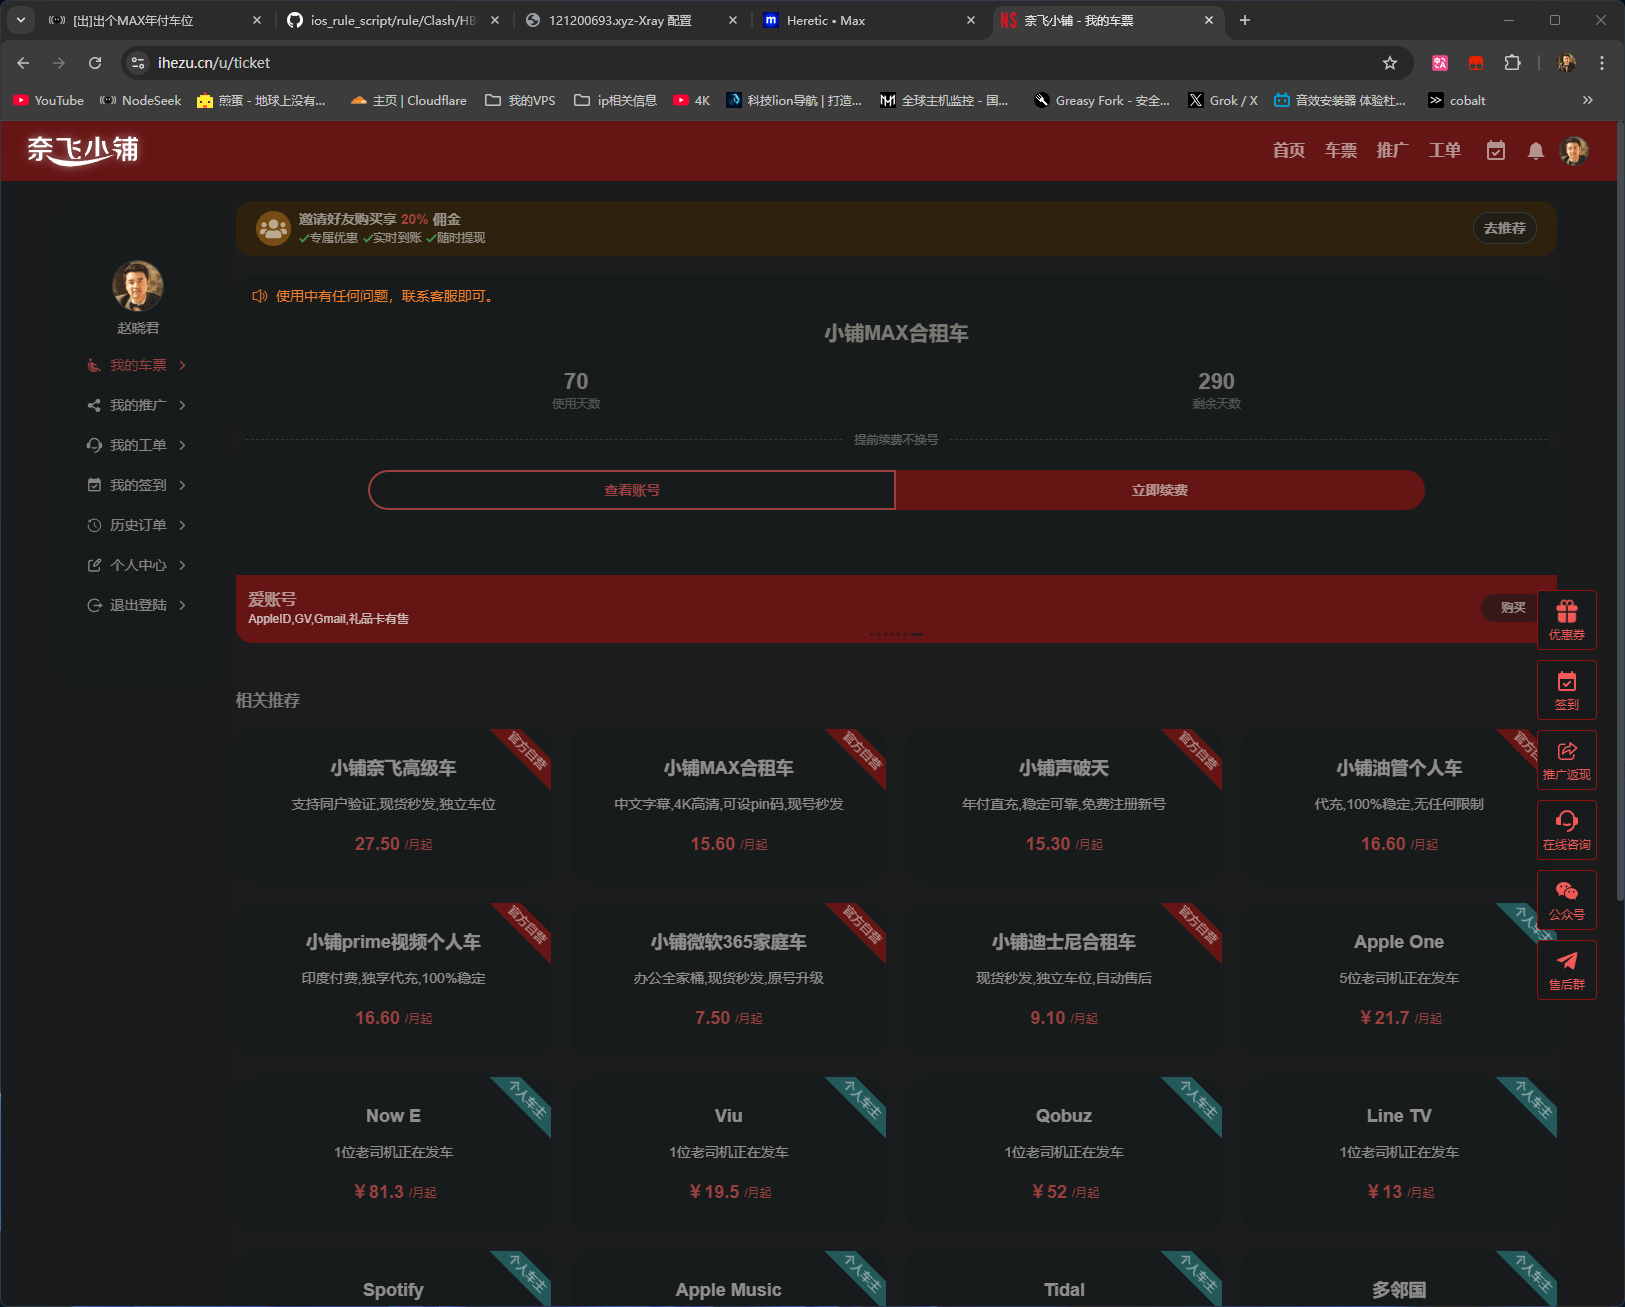 [出]出个MAX年付车位
ios_rule_script/rule/Clash/HB
121200693.xyz-Xray 配置
Heretic • Max
NS 奈飞小铺 - 我的车票
ihezu.cn/u/ticket
YouTube
NodeSeek
煎蛋 - 地球上没有...
主页 | Cloudflare
我的VPS
ip相关信息
4K
科技lion导航 | 打造...
全球主机监控 - 国...
Greasy Fork - 安全...
Grok / X
音效安装器 体验社...
cobalt
奈飞小铺
首页 车票 推广 工单
邀请好友购买享 20% 佣金
专属优惠 实时到账 随时提现
去推荐
赵晓君
我的车票
我的推广
我的工单
我的签到
历史订单
个人中心
退出登陆
使用中有任何问题，联系客服即可。
小铺MAX合租车
70
使用天数
290
剩余天数
提前续费不换号
查看账号
立即续费
爱账号
AppleID,GV,Gmail,礼品卡有售
购买
优惠券
签到
推广返现
在线咨询
公众号
售后群
相关推荐
官方自营
小铺奈飞高级车
支持同户验证,现货秒发,独立车位
27.50 /月起
官方自营
小铺MAX合租车
中文字幕,4K高清,可设pin码,现号秒发
15.60 /月起
官方自营
小铺声破天
年付直充,稳定可靠,免费注册新号
15.30 /月起
官方自
小铺油管个人车
代充,100%稳定,无任何限制
16.60 /月起
官方自营
小铺prime视频个人车
印度付费,独享代充,100%稳定
16.60 /月起
官方自营
小铺微软365家庭车
办公全家桶,现货秒发,原号升级
7.50 /月起
官方自营
小铺迪士尼合租车
现货秒发,独立车位,自动售后
9.10 /月起
个人车主
Apple One
5位老司机正在发车
￥21.7 /月起
个人车主
Now E
1位老司机正在发车
￥81.3 /月起
个人车主
Viu
1位老司机正在发车
￥19.5 /月起
个人车主
Qobuz
1位老司机正在发车
￥52 /月起
个人车主
Line TV
1位老司机正在发车
￥13 /月起
个人车主
Spotify
个人车主
Apple Music
个人车主
Tidal
个人车主
多邻国